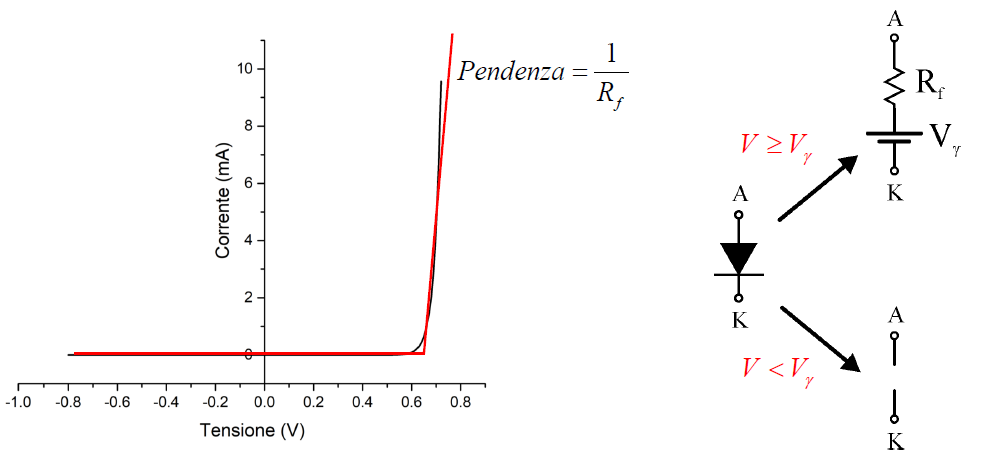 10
8
6
4
2
0
Corrente (mA)
-1.0 -0.8 -0.6 -0.4 -0.2 0.0 0.2 0.4 0.6 0.8
Tensione (V)
Pendenza = 1 / R_f
A
R_f
V_γ
K
V ≥ V_γ
A
K
V < V_γ
A
K